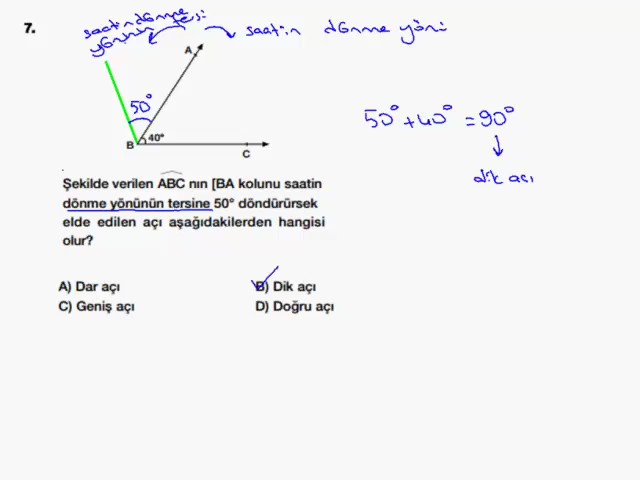 7.
saatin dönme
yönünün tersi
saatin dönme yönü
A
50°
B
40°
C
50° + 40° = 90°
dik açı
Şekilde verilen ABC nın [BA kolunu saatin
dönme yönünün tersine 50° döndürürsek
elde edilen açı aşağıdakilerden hangisi
olur?
A) Dar açı
B) Dik açı
C) Geniş açı
D) Doğru açı